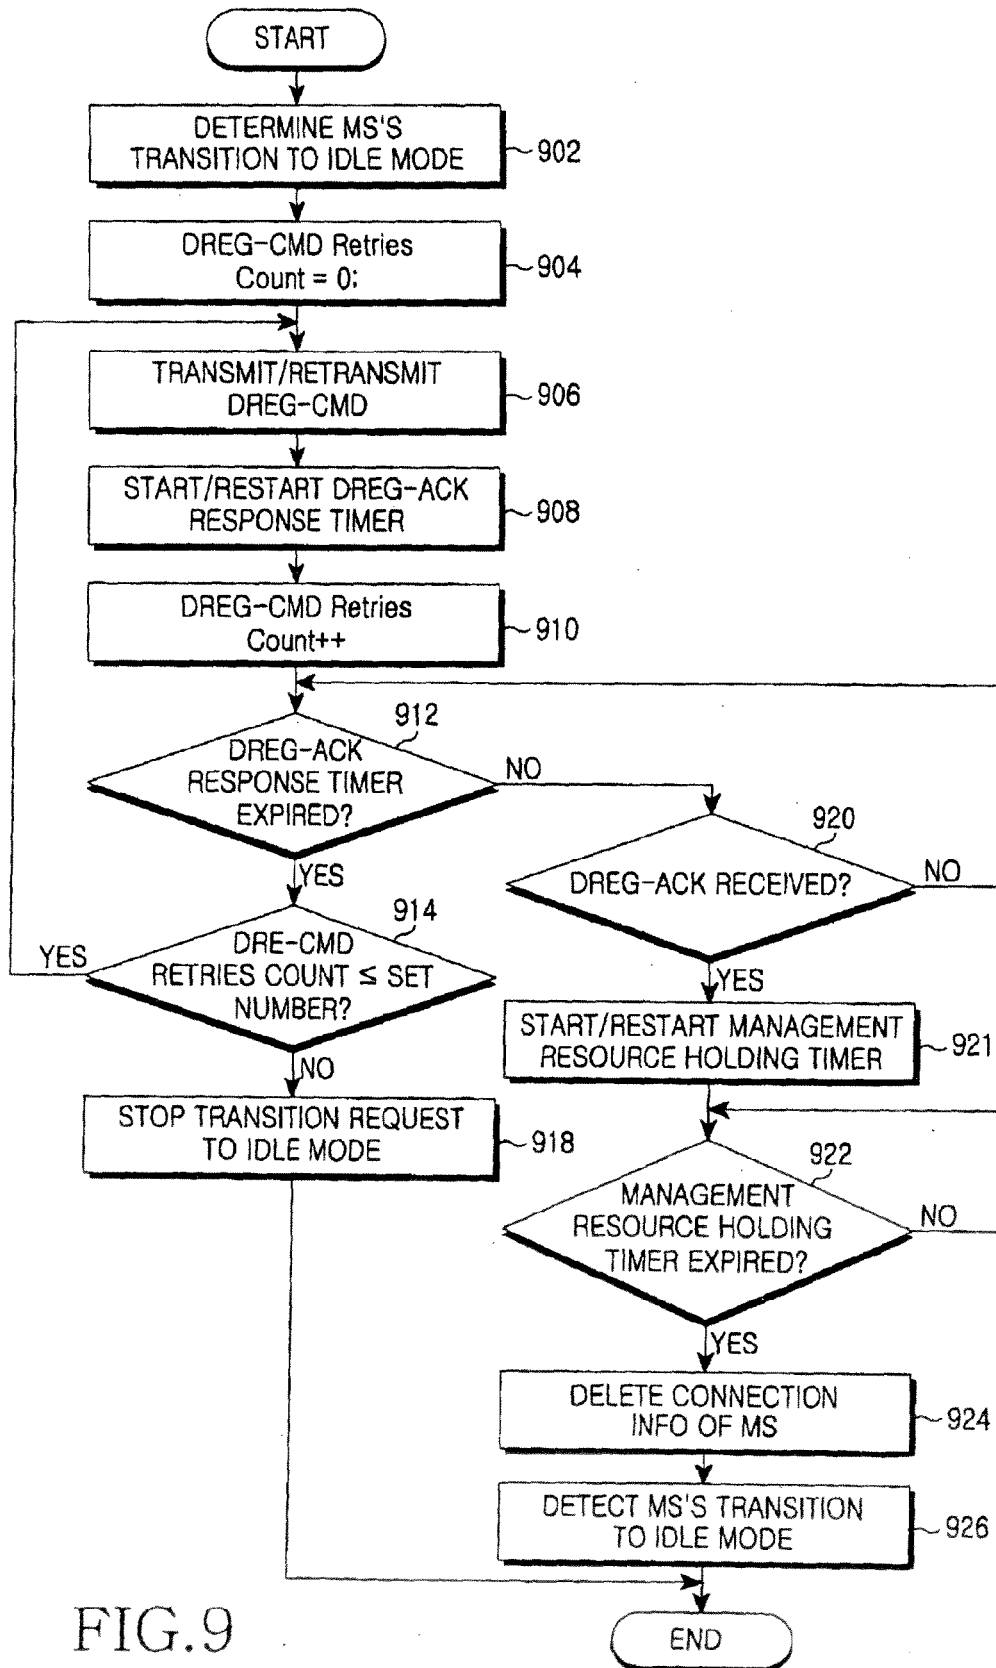 START
DETERMINE MS'S
TRANSITION TO IDLE MODE
902
DREG-CMD Retries
Count = 0;
904
TRANSMIT/RETRANSMIT
DREG-CMD
906
START/RESTART DREG-ACK
RESPONSE TIMER
908
DREG-CMD Retries
Count++
910
912
DREG-ACK
RESPONSE TIMER
EXPIRED?
NO
YES
920
DREG-ACK RECEIVED?
NO
YES
914
DRE-CMD
RETRIES COUNT ≤ SET
NUMBER?
YES
NO
START/RESTART MANAGEMENT
RESOURCE HOLDING TIMER
921
STOP TRANSITION REQUEST
TO IDLE MODE
918
922
MANAGEMENT
RESOURCE HOLDING
TIMER EXPIRED?
NO
YES
DELETE CONNECTION
INFO OF MS
924
DETECT MS'S TRANSITION
TO IDLE MODE
926
END
FIG.9